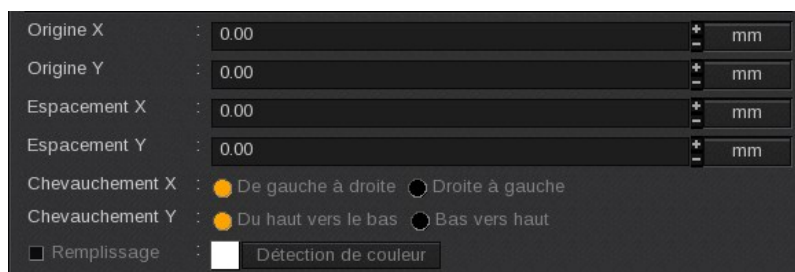 Origine X : 0.00 mm
Origine Y : 0.00 mm
Espacement X : 0.00 mm
Espacement Y : 0.00 mm
Chevauchement X : De gauche à droite Droite à gauche
Chevauchement Y : Du haut vers le bas Bas vers haut
Remplissage : Détection de couleur